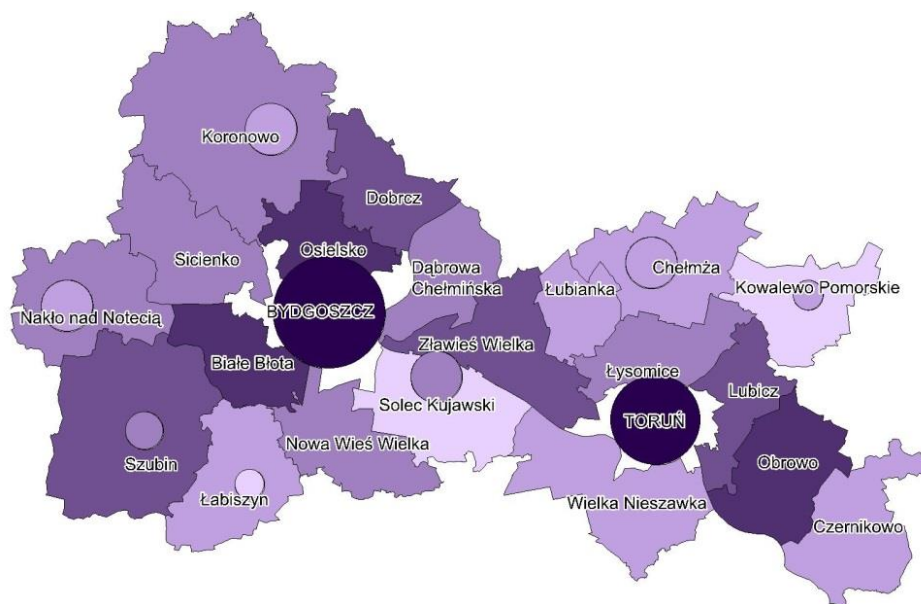 Koronowo
Dobrcz
Osielsko
Sicienko
Dąbrowa
Chełmińska
Łubianka
Chełmża
Kowalewo Pomorskie
BYDGOSZCZ
Nakło nad Notecią
Zławieś Wielka
Białe Błota
Łysomice
Lubicz
Solec Kujawski
TORUŃ
Nowa Wieś Wielka
Szubin
Obrowo
Łabiszyn
Wielka Nieszawka
Czernikowo